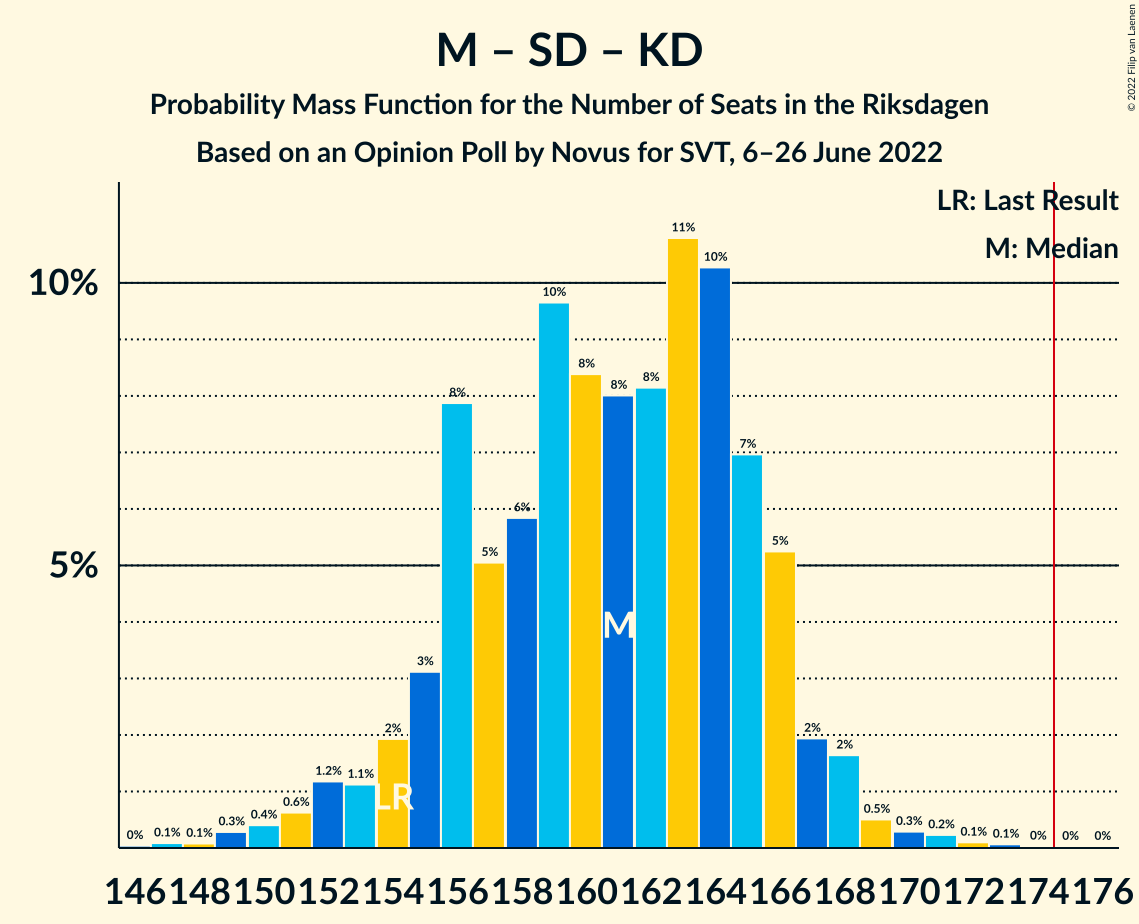 M – SD – KD
Probability Mass Function for the Number of Seats in the Riksdagen
Based on an Opinion Poll by Novus for SVT, 6–26 June 2022
© 2022 Filip van Laenen
LR: Last Result
M: Median
10%
5%
0% 0.1% 0.1% 0.3% 0.4% 0.6% 1.2% 1.1% 2% 3% 8% 5% 6% 10% 8% 8% 8% 11% 10% 7% 5% 2% 2% 0.5% 0.3% 0.2% 0.1% 0.1% 0% 0% 0%
M
LR
146 148 150 152 154 156 158 160 162 164 166 168 170 172 174 176